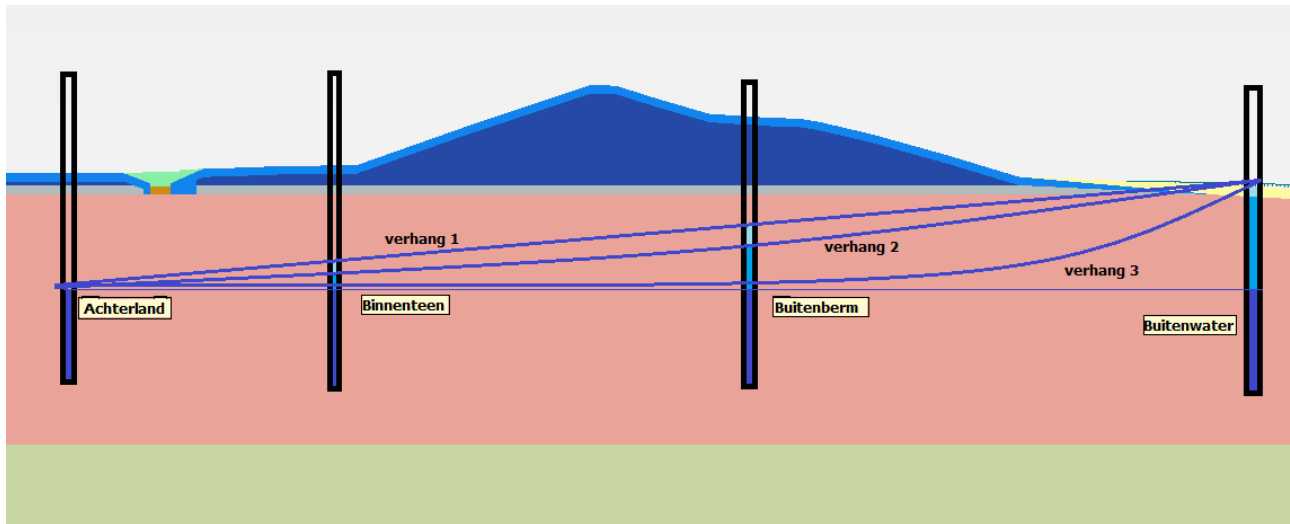 verhang 1
verhang 2
verhang 3
Achterland
Binnenteen
Buitenberm
Buitenwater